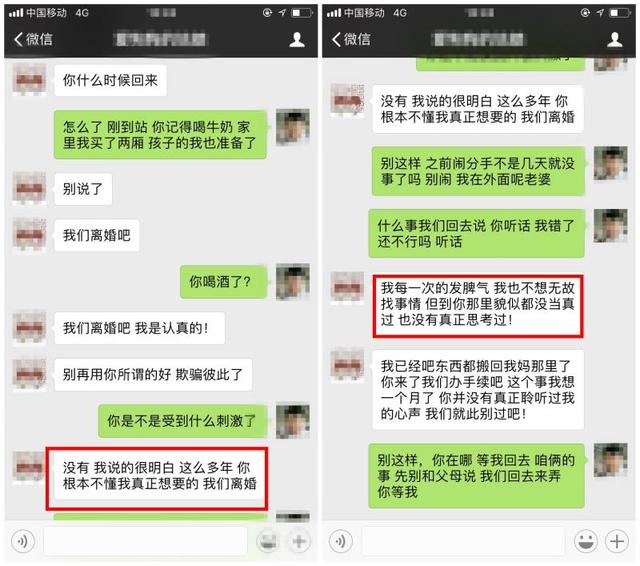 中国移动 4G
微信
你什么时候回来
怎么了 刚到站 你记得喝牛奶 家
里我买了两厢 孩子的我也准备了
别说了
我们离婚吧
你喝酒了？
我们离婚吧 我是认真的！
别再用你所谓的好 欺骗彼此了
你是不是受到什么刺激了
没有 我说的很明白 这么多年 你
根本不懂我真正想要的 我们离婚
中国移动 4G
微信
没有 我说的很明白 这么多年 你
根本不懂我真正想要的 我们离婚
别这样 之前闹分手不是几天就没
事了吗 别闹 我在外面呢老婆
什么事我们回去说 你听话 我错了
还不行吗 听话
我每一次的发脾气 我也不想无故
找事情 但到你那里貌似都没当真
过 也没有真正思考过！
我已经吧东西都搬回我妈那里了
你来了我们办手续吧 这个事我想
一个月了 你并没有真正聆听过我
的心声 我们就此别过吧！
别这样，你在哪 等我回去 咱俩的
事 先别和父母说 我们回去来弄
你等我